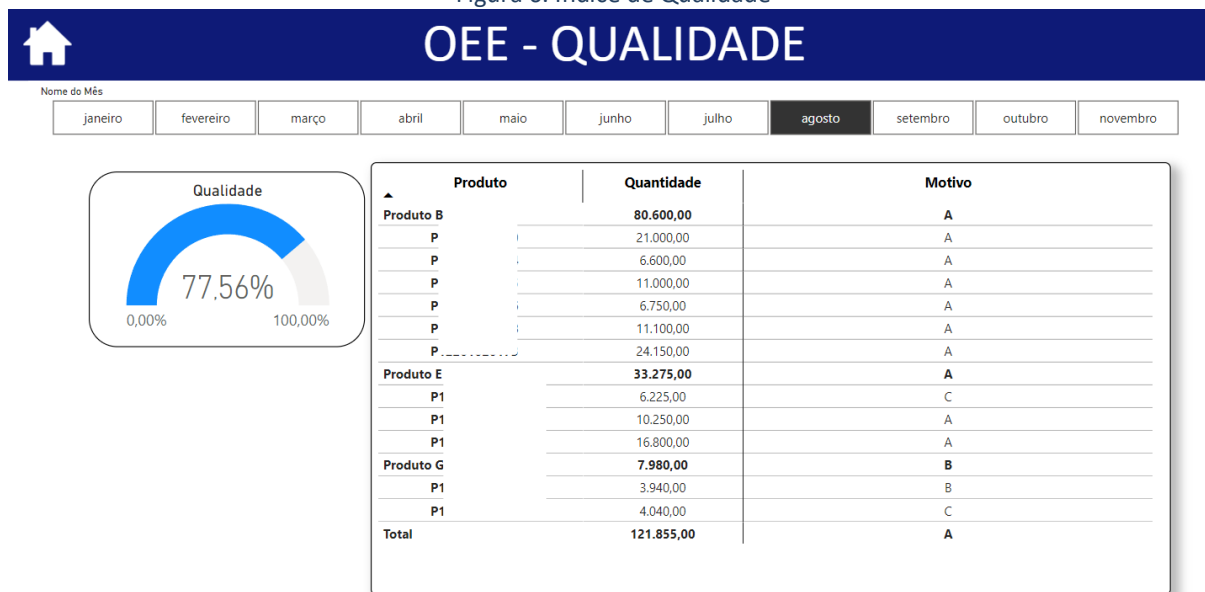 OEE - QUALIDADE
Nome do Mês
janeiro fevereiro março abril maio junho julho agosto setembro outubro novembro
Qualidade
77,56%
0,00% 100,00%
Produto Quantidade Motivo
Produto B 80.600,00 A
P 21.000,00 A
P 6.600,00 A
P 11.000,00 A
P 6.750,00 A
P 11.100,00 A
P 24.150,00 A
Produto E 33.275,00 A
P1 6.225,00 C
P1 10.250,00 A
P1 16.800,00 A
Produto G 7.980,00 B
P1 3.940,00 B
P1 4.040,00 C
Total 121.855,00 A